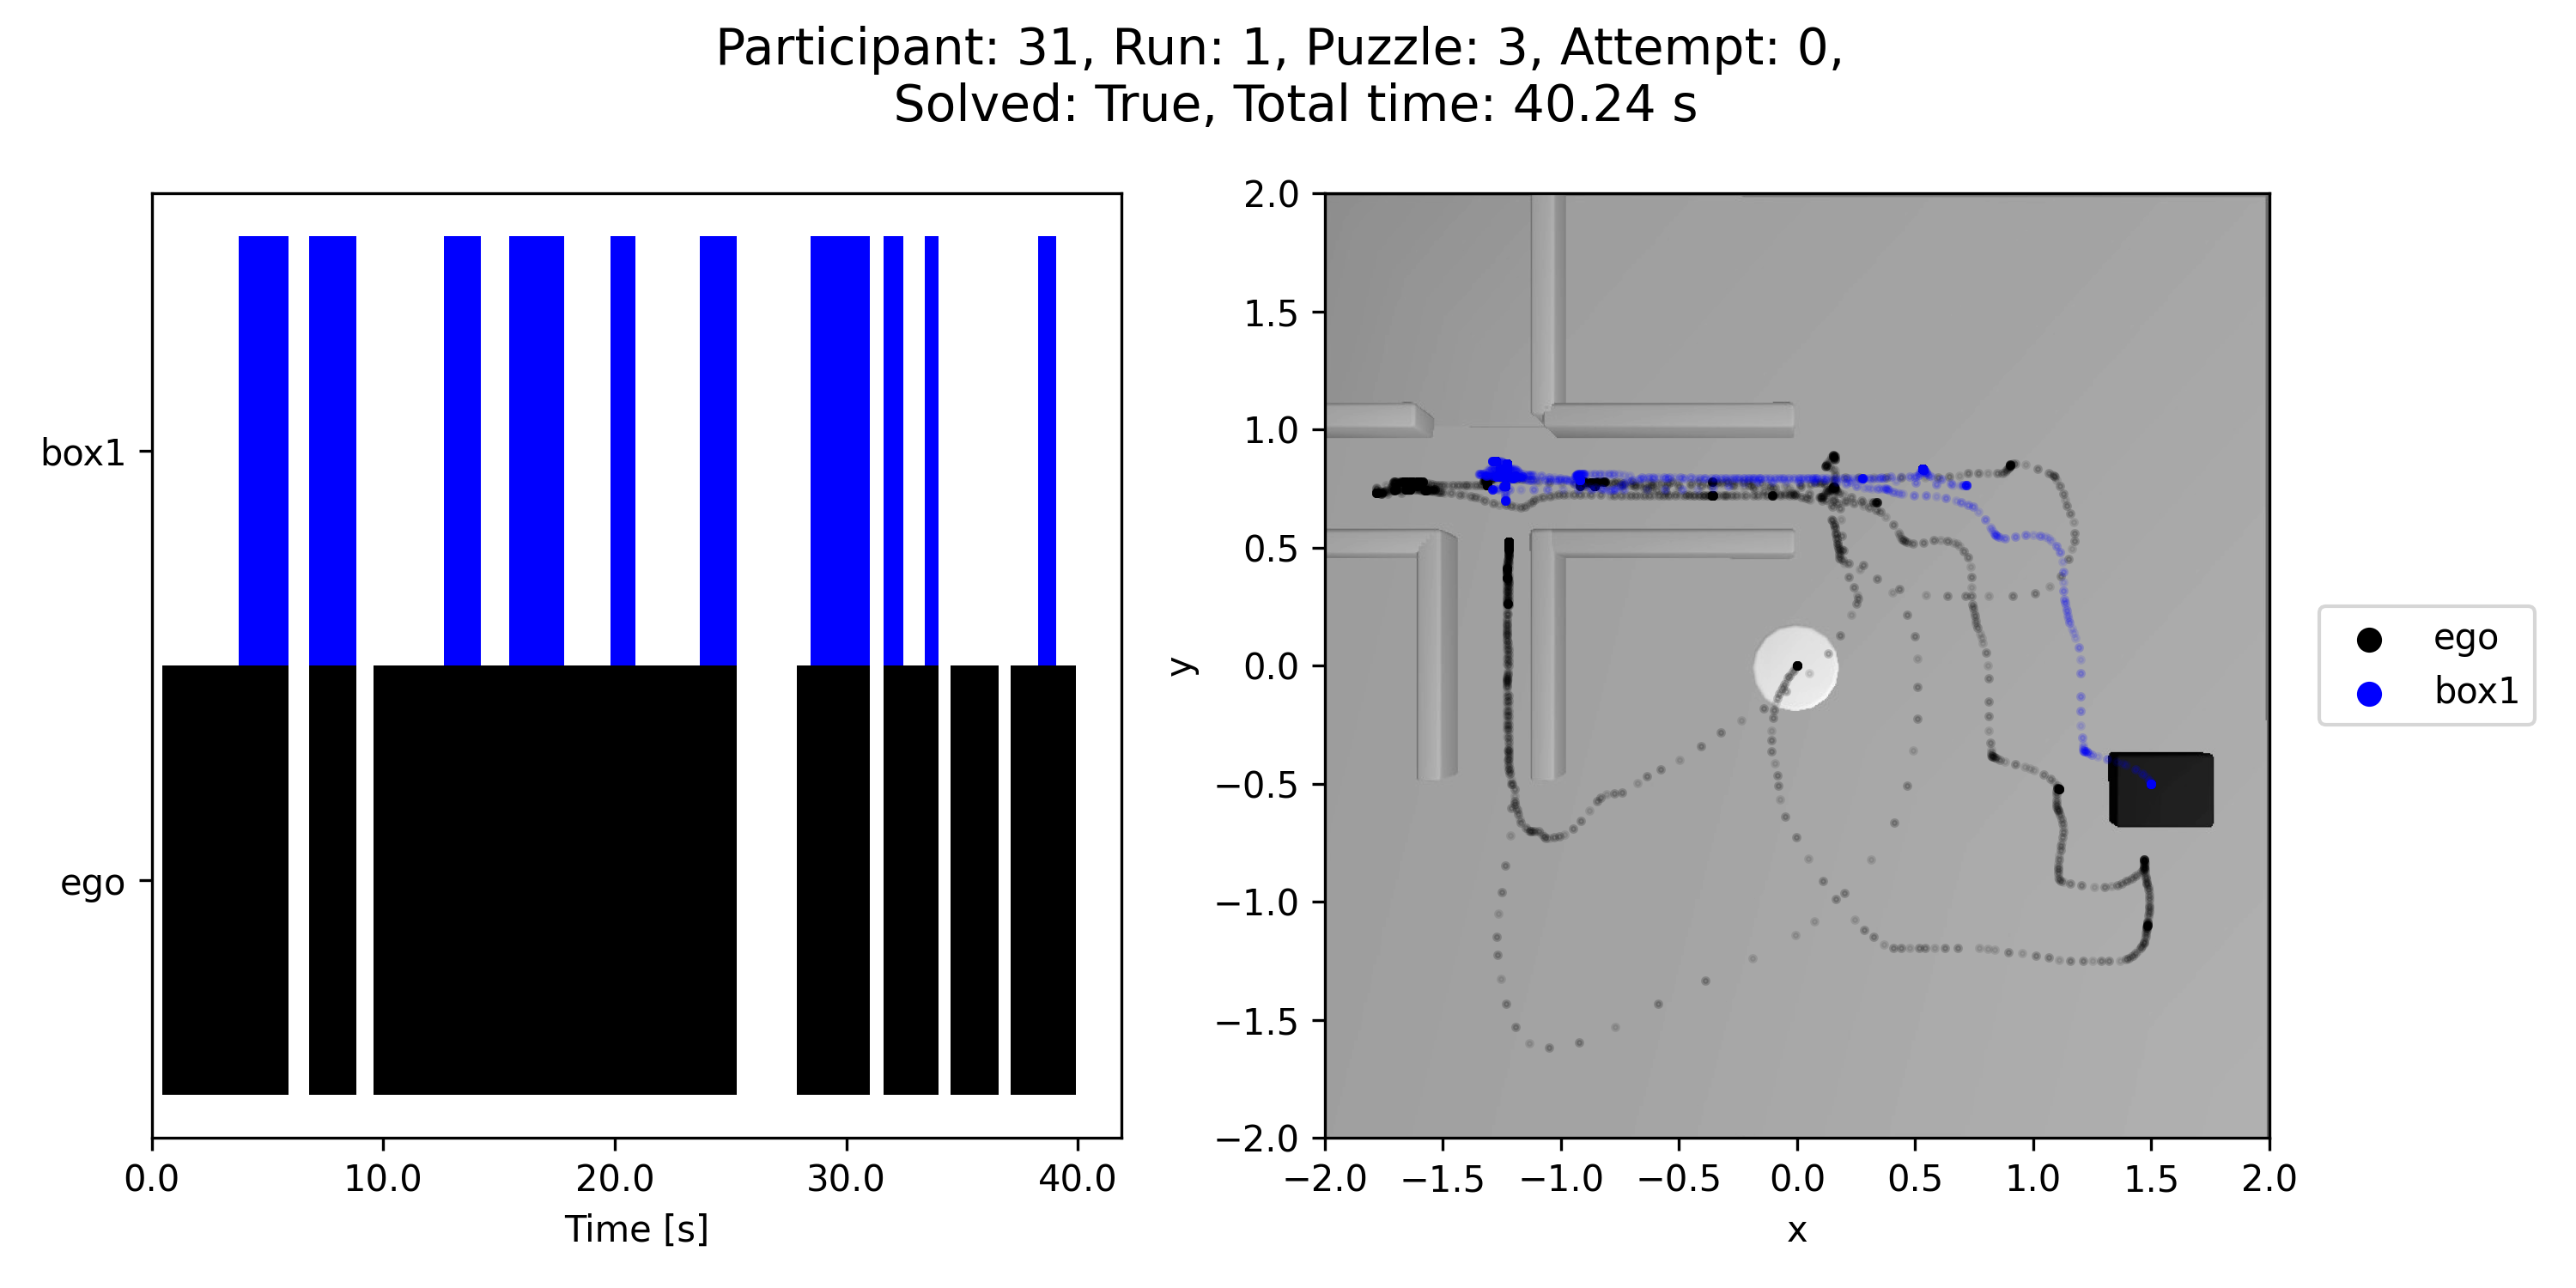 Participant: 31, Run: 1, Puzzle: 3, Attempt: 0,
Solved: True, Total time: 40.24 s
box1
ego
0.0 10.0 20.0 30.0 40.0
Time [s]
2.0
1.5
1.0
0.5
0.0
−0.5
−1.0
−1.5
−2.0
y
−2.0 −1.5 −1.0 −0.5 0.0 0.5 1.0 1.5 2.0
x
ego
box1